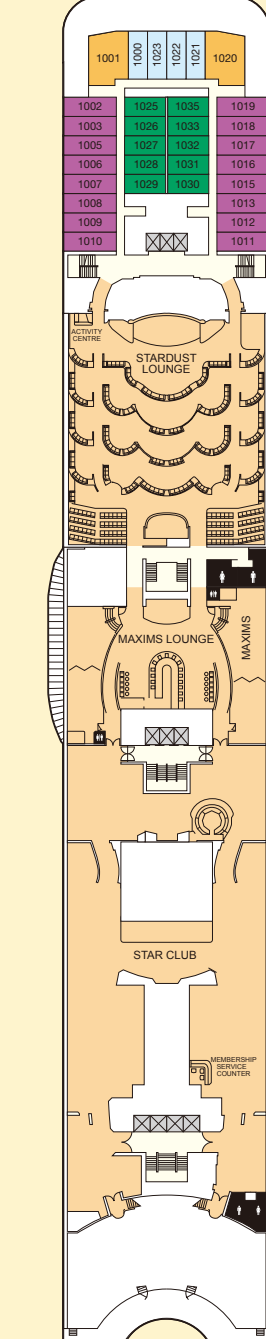 1001 1000 1023 1022 1021 1020
1002 1025 1035 1019
1003 1026 1033 1018
1005 1027 1032 1017
1006 1028 1031 1016
1007 1029 1030 1015
1008 1013
1009 1012
1010 1011
ACTIVITY
CENTRE
STARDUST
LOUNGE
MAXIMS LOUNGE
MAXIMS
STAR CLUB
MEMBERSHIP
SERVICE
COUNTER